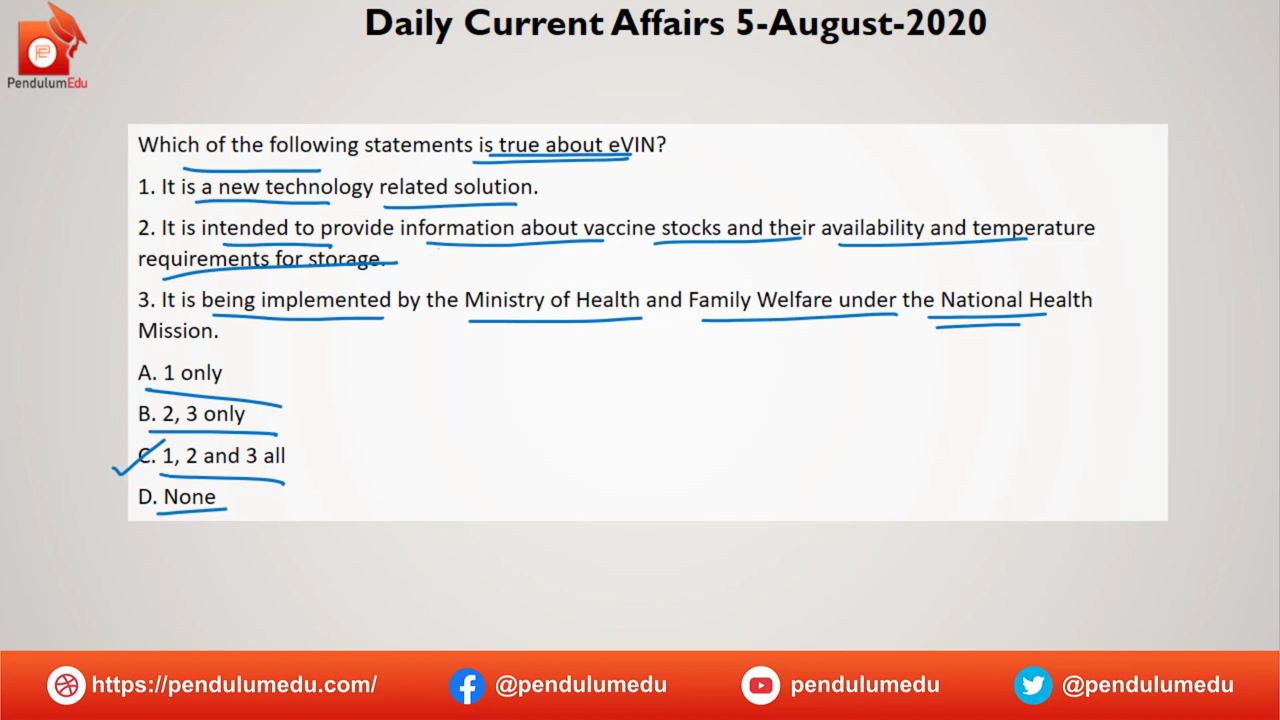 Daily Current Affairs 5-August-2020
PendulumEdu
Which of the following statements is true about eVIN?
1. It is a new technology related solution.
2. It is intended to provide information about vaccine stocks and their availability and temperature
requirements for storage.
3. It is being implemented by the Ministry of Health and Family Welfare under the National Health
Mission.
A. 1 only
B. 2, 3 only
C. 1, 2 and 3 all
D. None
https://pendulumedu.com/ @pendulumedu pendulumedu @pendulumedu